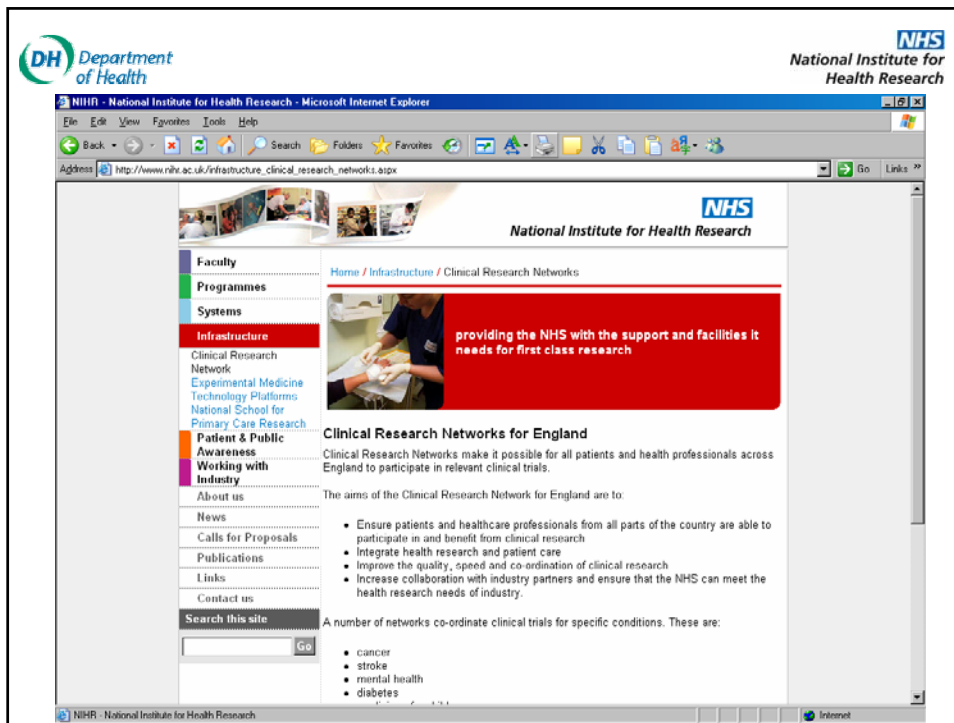 DH Department
of Health
NHS
National Institute for
Health Research
NIHR - National Institute for Health Research - Microsoft Internet Explorer
File Edit View Favorites Tools Help
Back Search Folders Favorites
Address http://www.nihr.ac.uk/infrastructure_clinical_research_networks.aspx Go Links »
NHS
National Institute for Health Research
Faculty
Programmes
Systems
Infrastructure
Clinical Research
Network
Experimental Medicine
Technology Platforms
National School for
Primary Care Research
Patient & Public
Awareness
Working with
Industry
About us
News
Calls for Proposals
Publications
Links
Contact us
Search this site
Go
Home / Infrastructure / Clinical Research Networks
providing the NHS with the support and facilities it
needs for first class research
Clinical Research Networks for England
Clinical Research Networks make it possible for all patients and health professionals across
England to participate in relevant clinical trials.
The aims of the Clinical Research Network for England are to:
• Ensure patients and healthcare professionals from all parts of the country are able to
participate in and benefit from clinical research
• Integrate health research and patient care
• Improve the quality, speed and co-ordination of clinical research
• Increase collaboration with industry partners and ensure that the NHS can meet the
health research needs of industry.
A number of networks co-ordinate clinical trials for specific conditions. These are:
• cancer
• stroke
• mental health
• diabetes
NIHR - National Institute for Health Research Internet